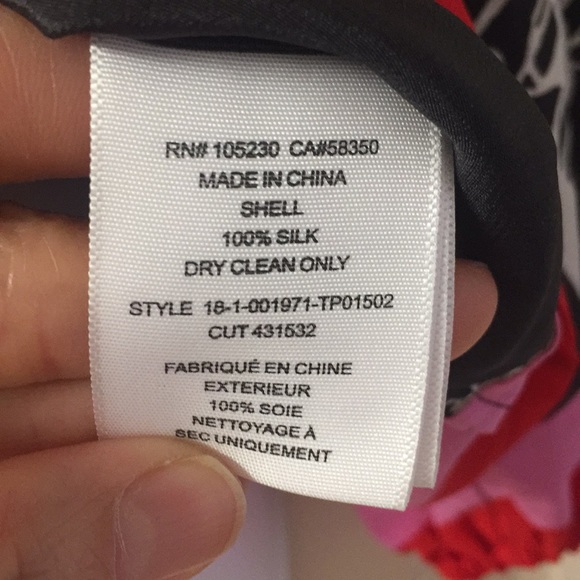 RN# 105230 CA#58350
MADE IN CHINA
SHELL
100% SILK
DRY CLEAN ONLY
STYLE 18-1-001971-TP01502
CUT 431532
FABRIQUÉ EN CHINE
EXTERIEUR
100% SOIE
NETTOYAGE À
SEC UNIQUEMENT